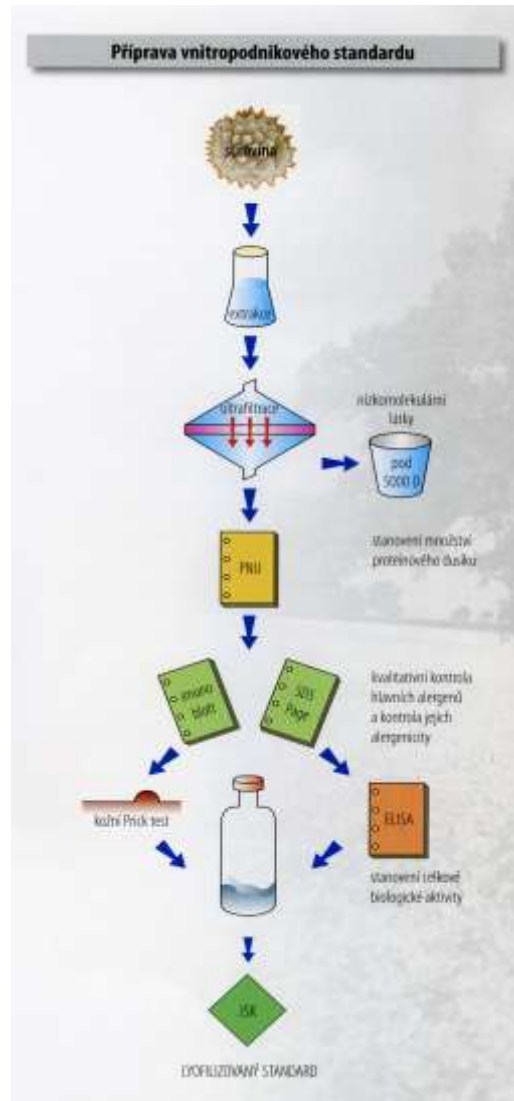 Příprava vnitropodnikového standardu
surovina
extrakce
ultrafiltrace
nízkomolekulární
látky
pod
5000 D
stanovení množství
proteinového dusíku
PNU
imuno
blott
SDS
Page
kvalitativní kontrola
hlavních alergenů
a kontrola jejich
alergenicity
kožní Prick test
ELISA
stanovení celkové
biologické aktivity
JSK
LYOFILIZOVANÝ STANDARD